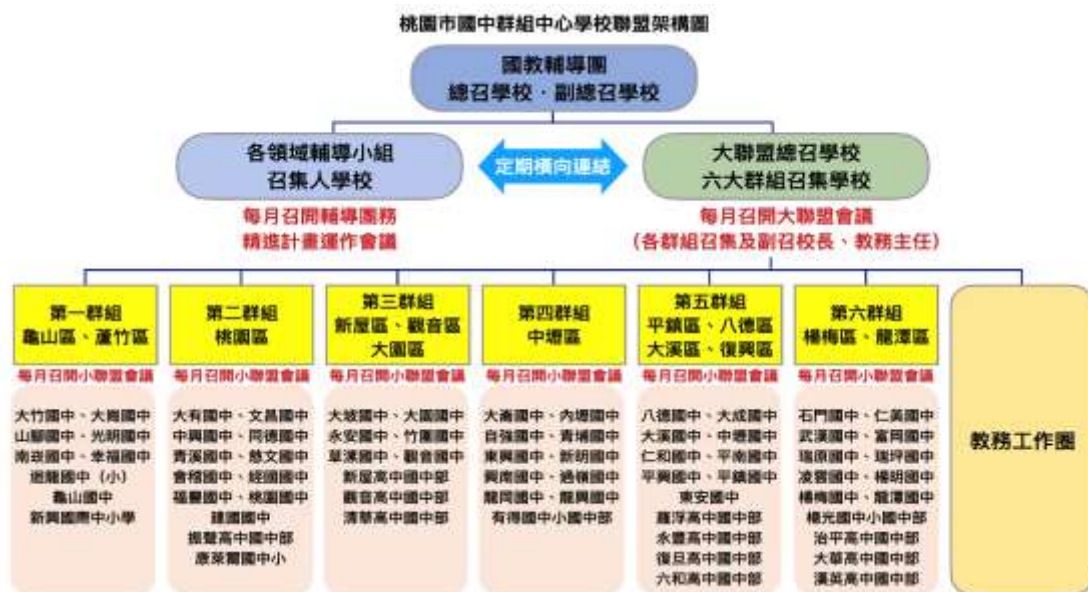 桃園市國中群組中心學校聯盟架構圖
國教輔導團
總召學校・副總召學校
各領域輔導小組
召集人學校
定期橫向連結
大聯盟總召學校
六大群組召集學校
每月召開輔導團務
精進計畫運作會議
每月召開大聯盟會議
(各群組召集及副召校長、教務主任)
第一群組
龜山區、蘆竹區
每月召開小聯盟會議
大竹國中、大崗國中
山腳國中、光明國中
南崁國中、幸福國中
迴龍國中(小)
龜山國中
新興國際中小學
第二群組
桃園區
每月召開小聯盟會議
大有國中、文昌國中
中興國中、同德國中
青溪國中、慈文國中
會稽國中、經國國中
福豐國中、桃園國中
建國國中
振聲高中國中部
康萊爾國中小
第三群組
新屋區、觀音區
大園區
每月召開小聯盟會議
大坡國中、大園國中
永安國中、竹圍國中
草漯國中、觀音國中
新屋高中國中部
觀音高中國中部
清華高中國中部
第四群組
中壢區
每月召開小聯盟會議
大崙國中、內壢國中
自強國中、青埔國中
東興國中、新明國中
興南國中、過嶺國中
龍岡國中、龍興國中
有得國中小國中部
第五群組
平鎮區、八德區
大溪區、復興區
每月召開小聯盟會議
八德國中、大成國中
大溪國中、中壢國中
仁和國中、平南國中
平興國中、平鎮國中
東安國中
羅浮高中國中部
永豐高中國中部
復旦高中國中部
六和高中國中部
第六群組
楊梅區、龍潭區
每月召開小聯盟會議
石門國中、仁美國中
武漢國中、富岡國中
瑞原國中、瑞坪國中
凌雲國中、楊明國中
楊梅國中、龍潭國中
楊光國中小國中部
治平高中國中部
大華高中國中部
漢英高中國中部
教務工作圈